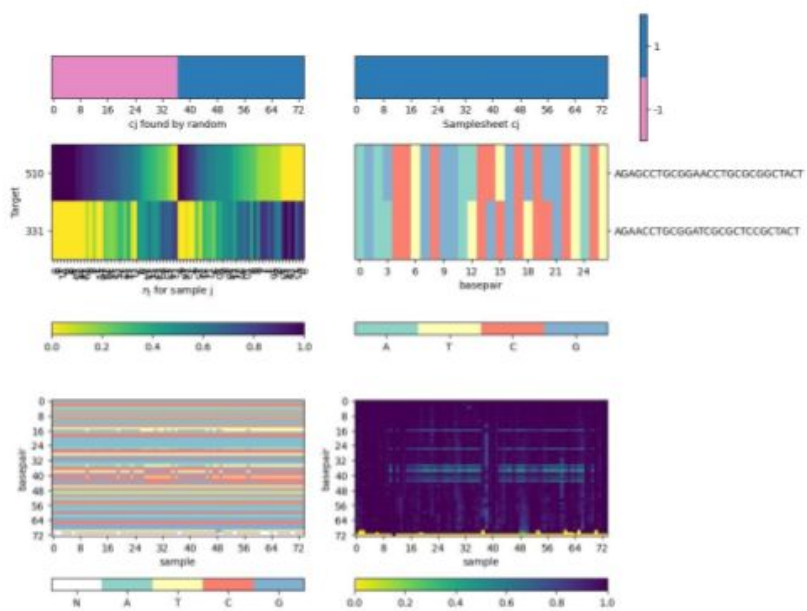 1
-1
0 8 16 24 32 40 48 56 64 72
cj found by random
0 8 16 24 32 40 48 56 64 72
Samplesheet cj
Target
510
331
rj for sample j
AGAGCCTGCGGAACCTGCGCGGCTACT
AGAACCTGCGGATCGCGCTCCGCTACT
0 3 6 9 12 15 18 21 24
basepair
0.0 0.2 0.4 0.6 0.8 1.0
A T C G
basepair
0
8
16
24
32
40
48
56
64
72
0 8 16 24 32 40 48 56 64 72
sample
basepair
0
8
16
24
32
40
48
56
64
72
0 8 16 24 32 40 48 56 64 72
sample
N A T C G
0.0 0.2 0.4 0.6 0.8 1.0